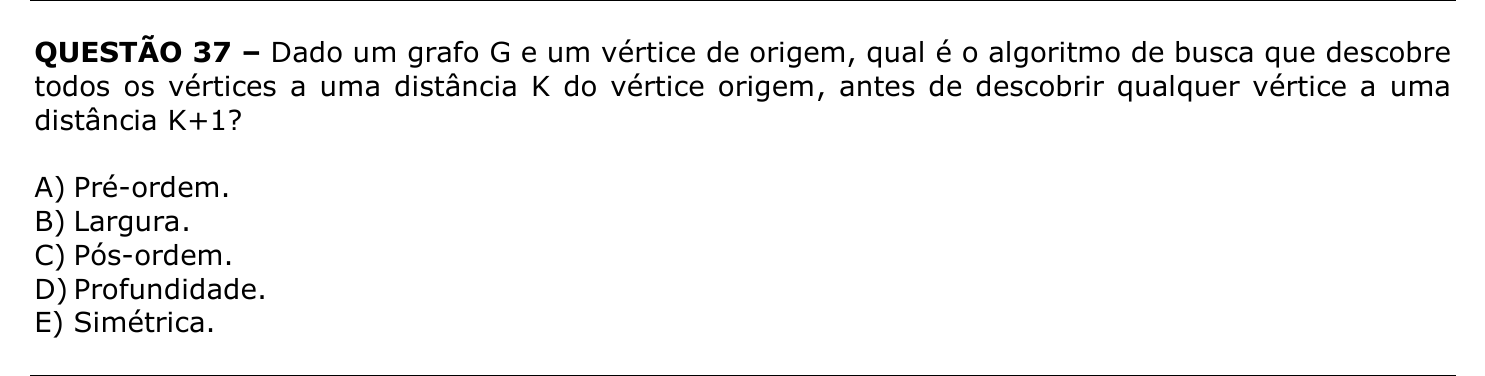 QUESTÃO 37 – Dado um grafo G e um vértice de origem, qual é o algoritmo de busca que descobre
todos os vértices a uma distância K do vértice origem, antes de descobrir qualquer vértice a uma
distância K+1?
A) Pré-ordem.
B) Largura.
C) Pós-ordem.
D) Profundidade.
E) Simétrica.